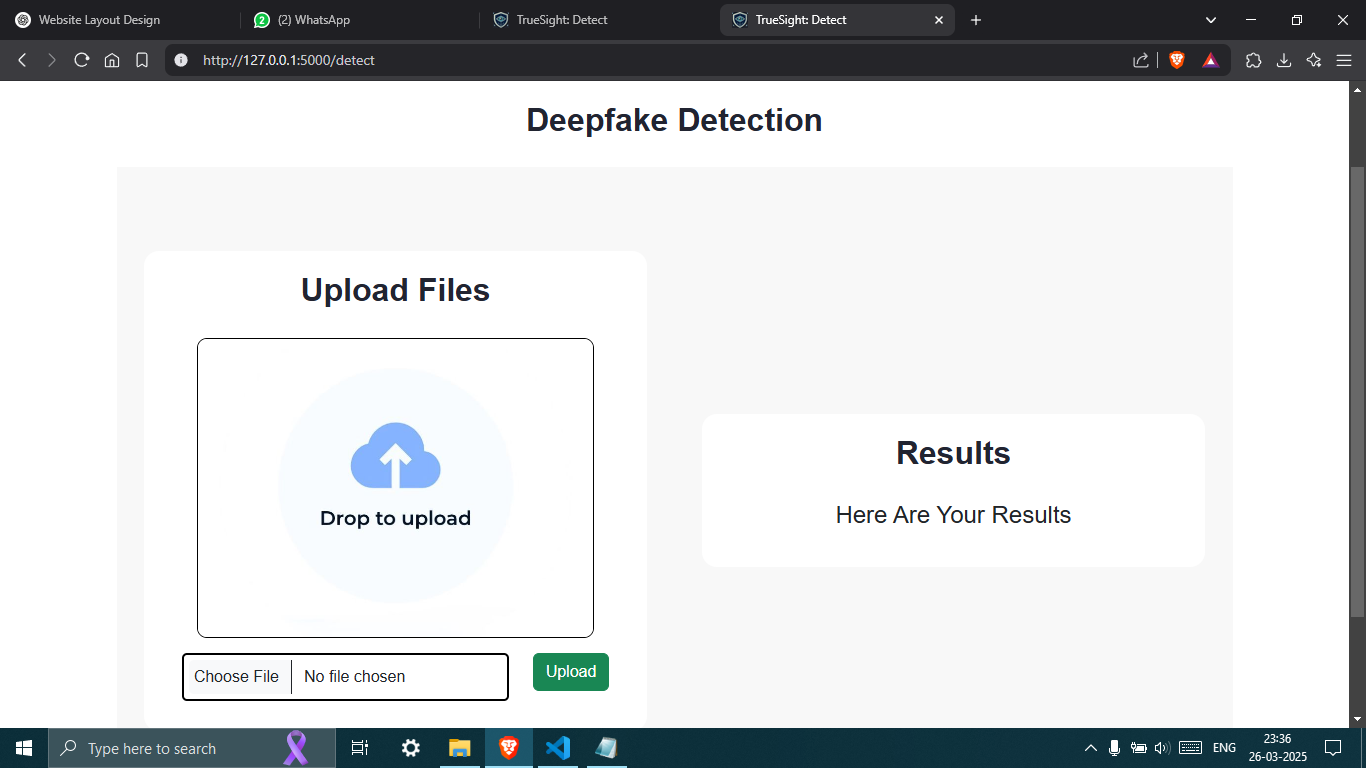 Website Layout Design
2
(2) WhatsApp
TrueSight: Detect
TrueSight: Detect
http://127.0.0.1:5000/detect
Deepfake Detection
Upload Files
Drop to upload
Choose File
No file chosen
Upload
Results
Here Are Your Results
Type here to search
ENG
23:36
26-03-2025